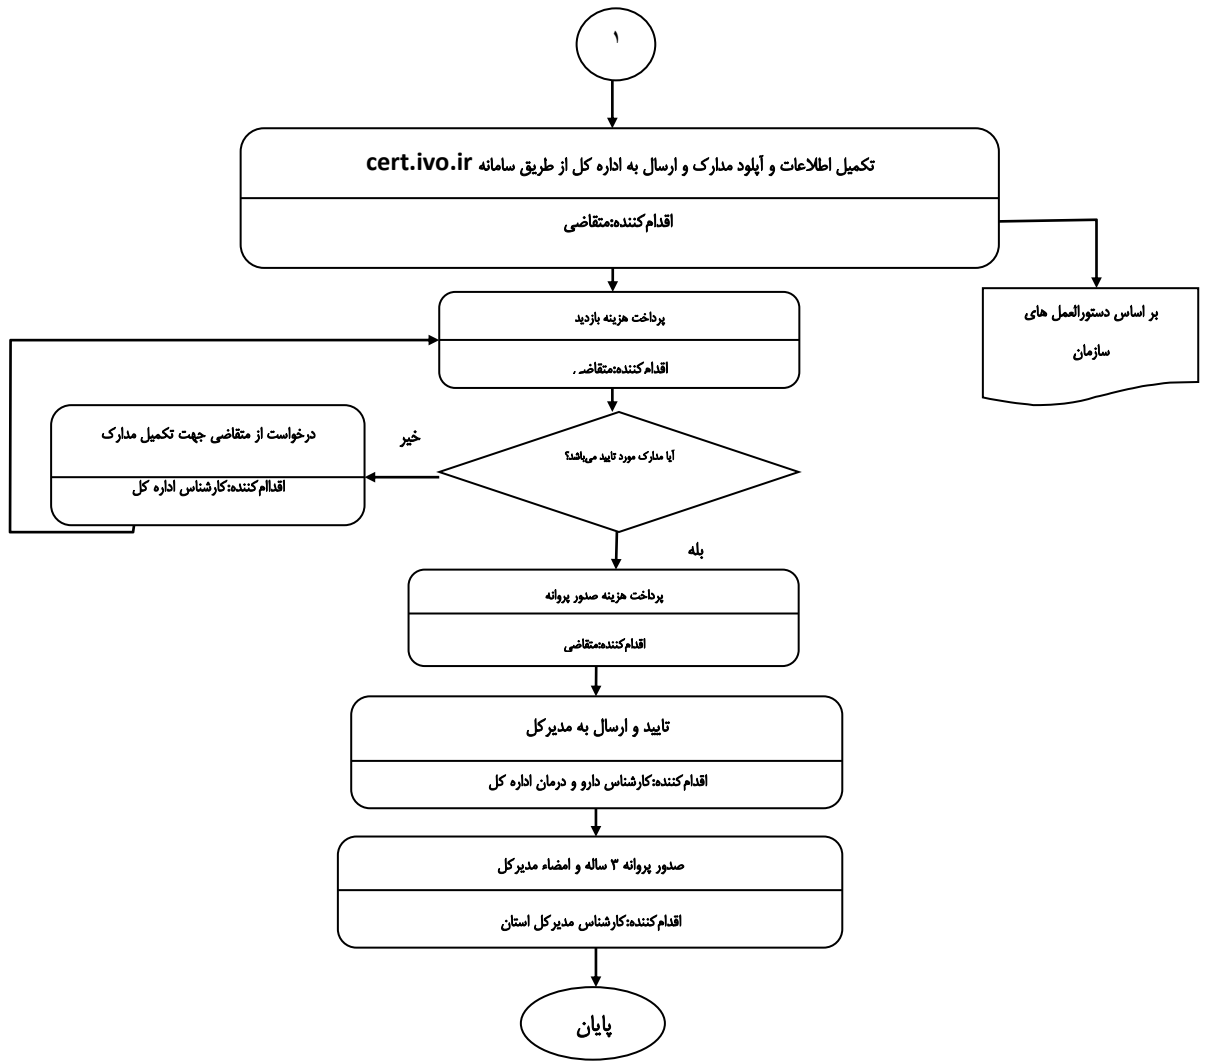 ۱
تکمیل اطلاعات و آپلود مدارک و ارسال به اداره کل از طریق سامانه cert.ivo.ir
اقدام‌کننده:متقاضی
پرداخت هزینه بازدید
اقدام‌کننده:متقاضی
بر اساس دستورالعمل های
سازمان
آیا مدارک مورد تایید می‌باشد؟
خیر
درخواست از متقاضی جهت تکمیل مدارک
اقداام‌کننده:کارشناس اداره کل
بله
پرداخت هزینه صدور پروانه
اقدام‌کننده:متقاضی
تایید و ارسال به مدیرکل
اقدام‌کننده:کارشناس دارو و درمان اداره کل
صدور پروانه ۳ ساله و امضاء مدیرکل
اقدام‌کننده:کارشناس مدیرکل استان
پایان